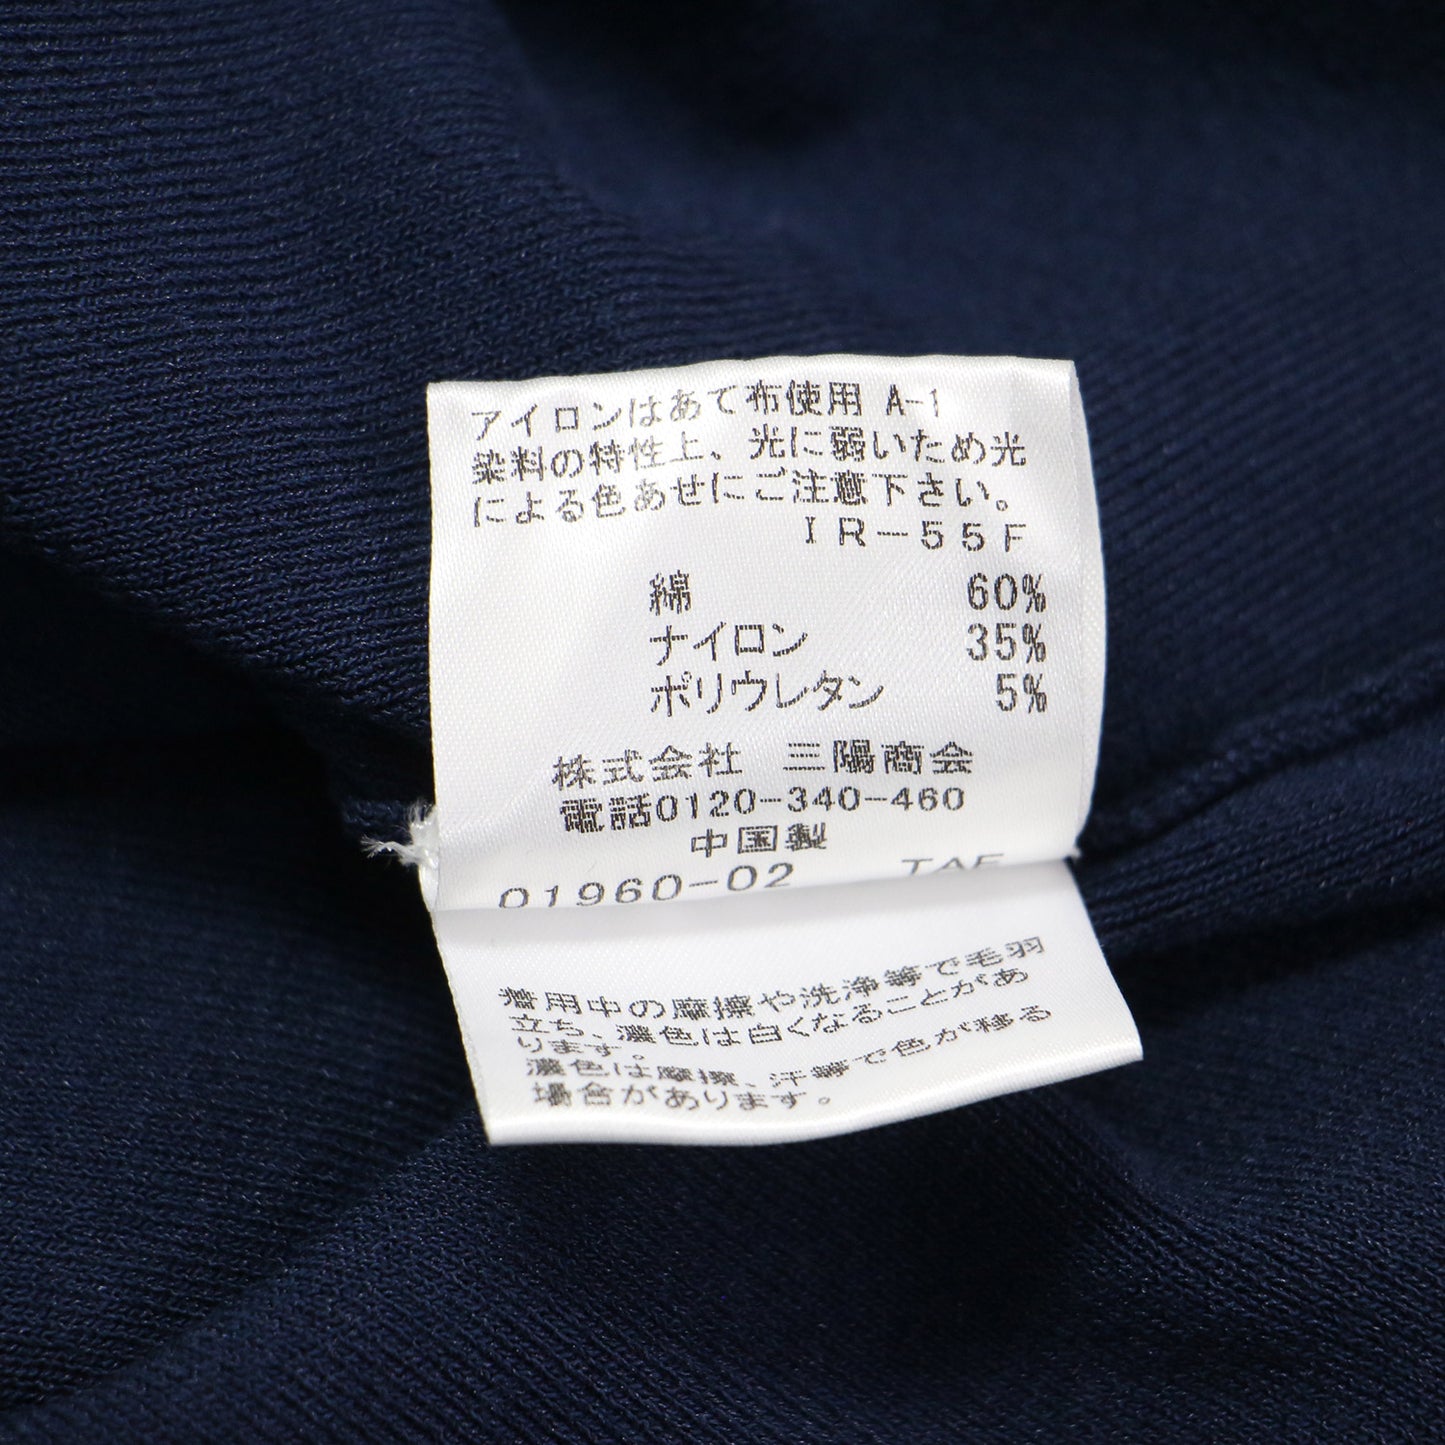 アイロンはあて布使用 A-1
染料の特性上、光に弱いため光
による色あせにご注意下さい。
IR-55F
綿 60%
ナイロン 35%
ポリウレタン 5%
株式会社 三陽商会
電話0120-340-460
中国製
01960-02 TAF
着用中の摩擦や洗浄等で毛羽
立ち、濃色は白くなることがあ
ります。
濃色は摩擦、汗等で色が移る
場合があります。